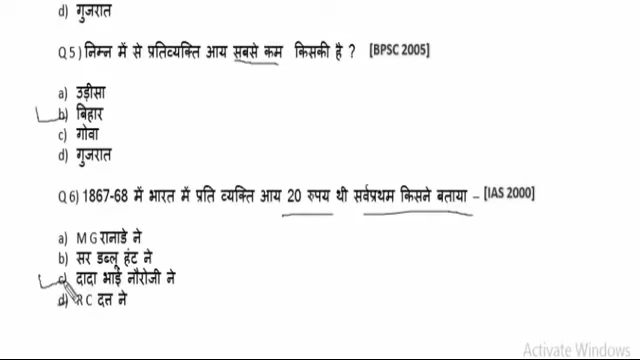 d) गुजरात
Q 5) निम्न में से प्रतिव्यक्ति आय सबसे कम किसकी है ? [BPSC 2005]
a) उड़ीसा
b) बिहार
c) गोवा
d) गुजरात
Q 6) 1867-68 में भारत में प्रति व्यक्ति आय 20 रुपय थी सर्वप्रथम किसने बताया – [IAS 2000]
a) M G रानाडे ने
b) सर डब्लू हंट ने
c) दादा भाई नौरोजी ने
d) R C दत्त ने
Activate Windows